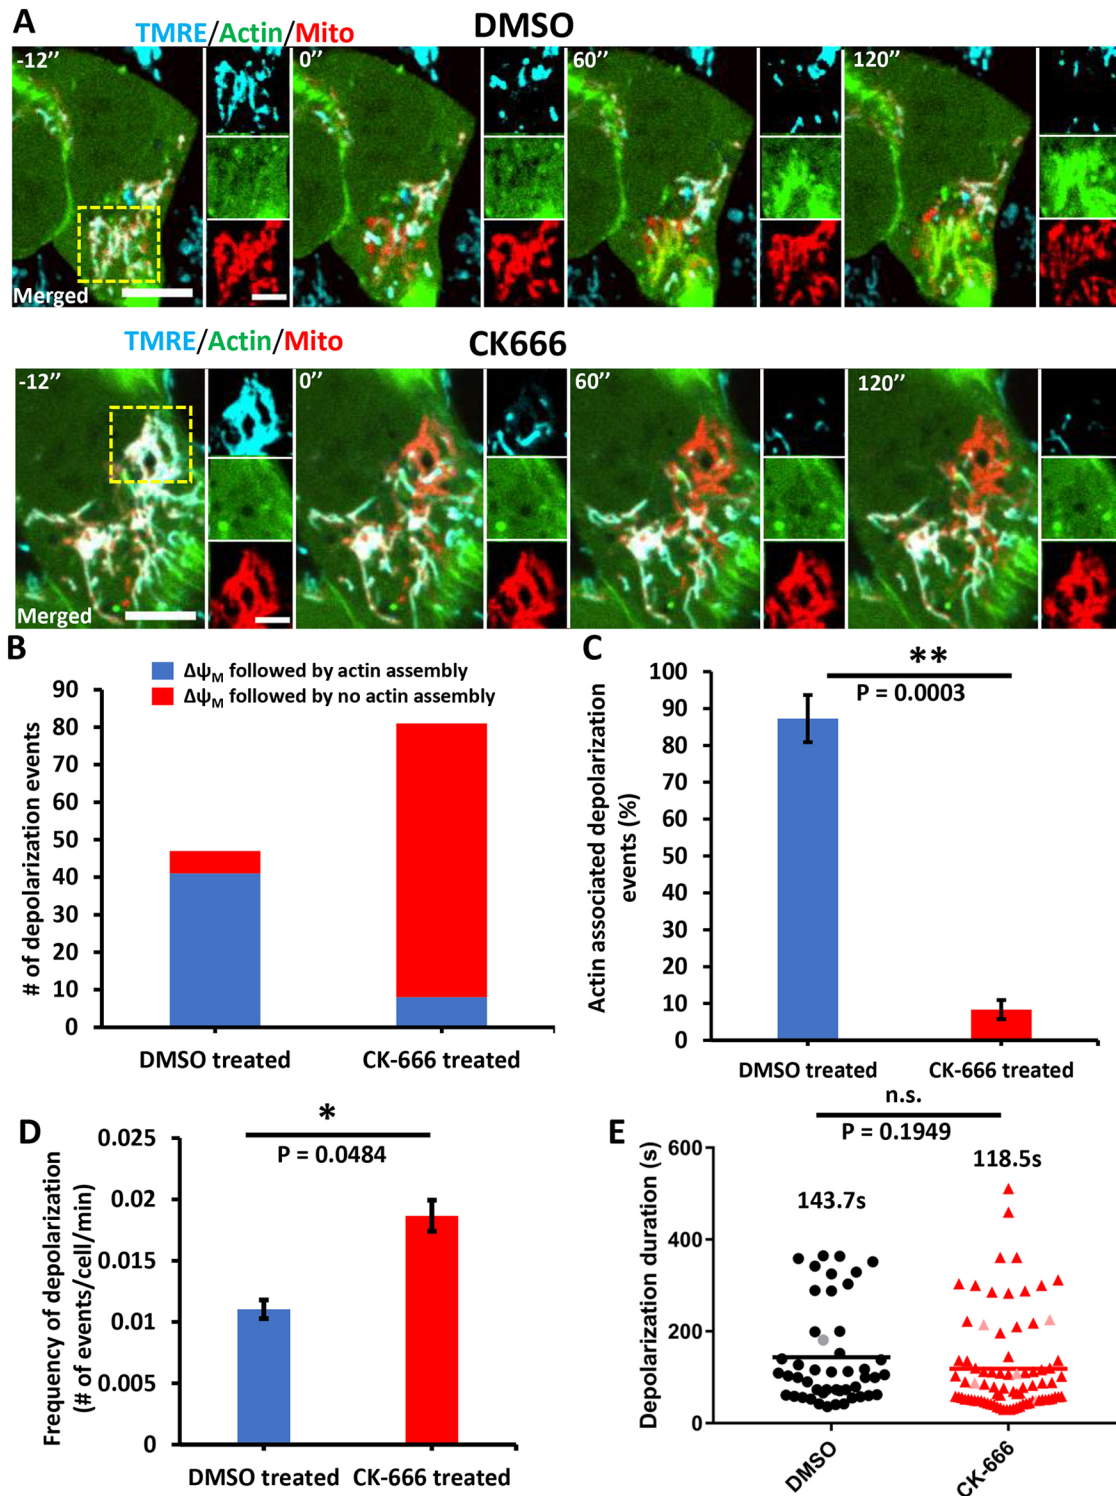 A
TMRE/Actin/Mito
DMSO
-12’’
0’’
60’’
120’’
Merged
TMRE/Actin/Mito
CK666
-12’’
0’’
60’’
120’’
Merged
B
ΔψM followed by actin assembly
ΔψM followed by no actin assembly
# of depolarization events
90
80
70
60
50
40
30
20
10
0
DMSO treated
CK-666 treated
C
**
P = 0.0003
Actin associated depolarization
events (%)
100
90
80
70
60
50
40
30
20
10
0
DMSO treated
CK-666 treated
D
*
P = 0.0484
Frequency of depolarization
(# of events/cell/min)
0.025
0.02
0.015
0.01
0.005
0
DMSO treated
CK-666 treated
E
n.s.
P = 0.1949
118.5s
143.7s
Depolarization duration (s)
600
400
200
0
DMSO
CK-666